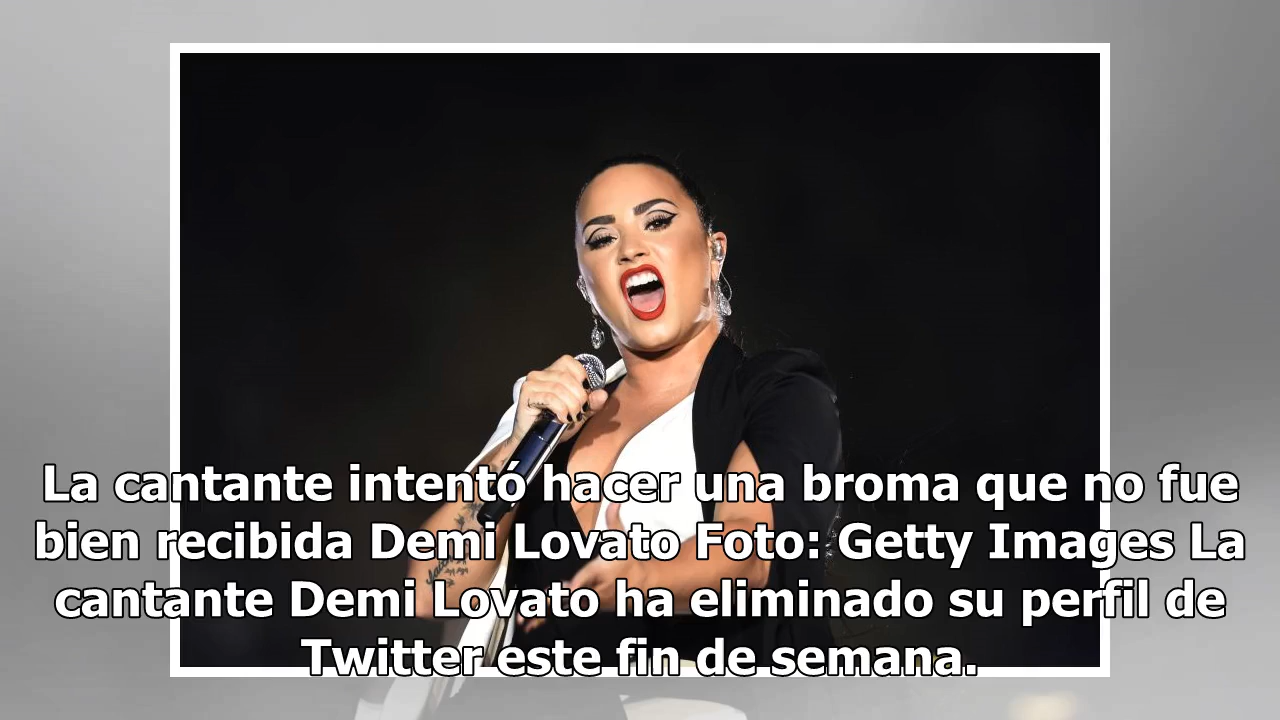 La cantante intentó hacer una broma que no fue
bien recibida Demi Lovato Foto: Getty Images La
cantante Demi Lovato ha eliminado su perfil de
Twitter este fin de semana.